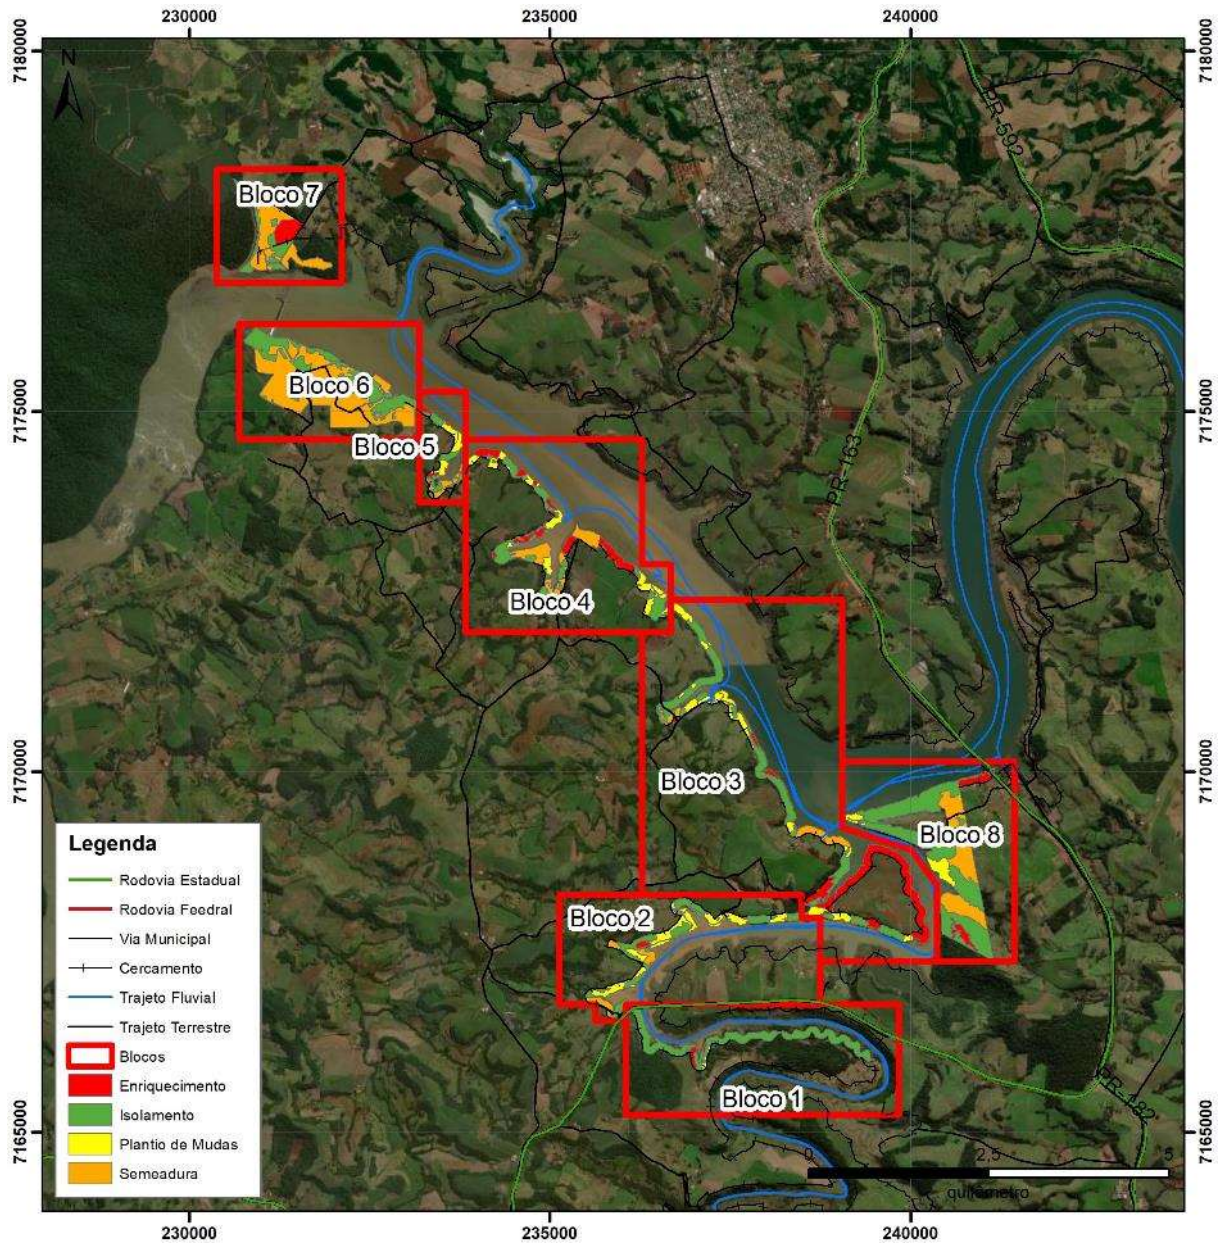 230000 235000 240000
7180000 7180000
N
PR-592
Bloco 7
Bloco 6
7175000 7175000
Bloco 5
PR-163
Bloco 4
Bloco 3
7170000 7170000
Bloco 8
Bloco 2
Legenda
Rodovia Estadual
Rodovia Feedral
Via Municipal
Cercamento
Trajeto Fluvial
Trajeto Terrestre
Blocos
Enriquecimento
Isolamento
Plantio de Mudas
Semeadura
Bloco 1
PR-182
7165000 7165000
0 2,5 5
quilômetro
230000 235000 240000